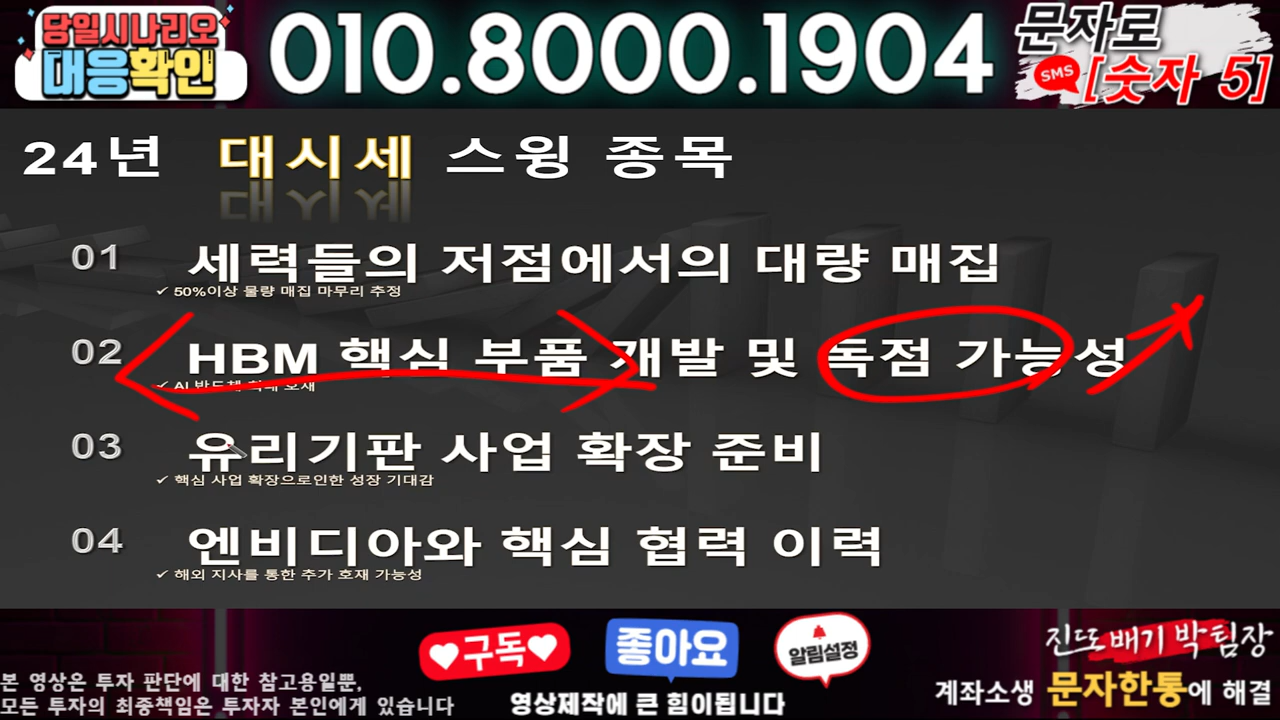 당일시나리오
대응확인
010.8000.1904
문자로
SMS
[숫자 5]
24년 대시세 스윙 종목
01 세력들의 저점에서의 대량 매집
✓ 50%이상 물량 매집 마무리 추정
02 HBM 핵심 부품 개발 및 독점 가능성
✓ AI 반도체 확대 호재
03 유리기판 사업 확장 준비
✓ 핵심 사업 확장으로인한 성장 기대감
04 엔비디아와 핵심 협력 이력
✓ 해외 지사를 통한 추가 호재 가능성
구독
좋아요
알림설정
영상제작에 큰 힘이됩니다
본 영상은 투자 판단에 대한 참고용일뿐,
모든 투자의 최종책임은 투자자 본인에게 있습니다
진또배기 박팀장
계좌소생 문자한통에 해결